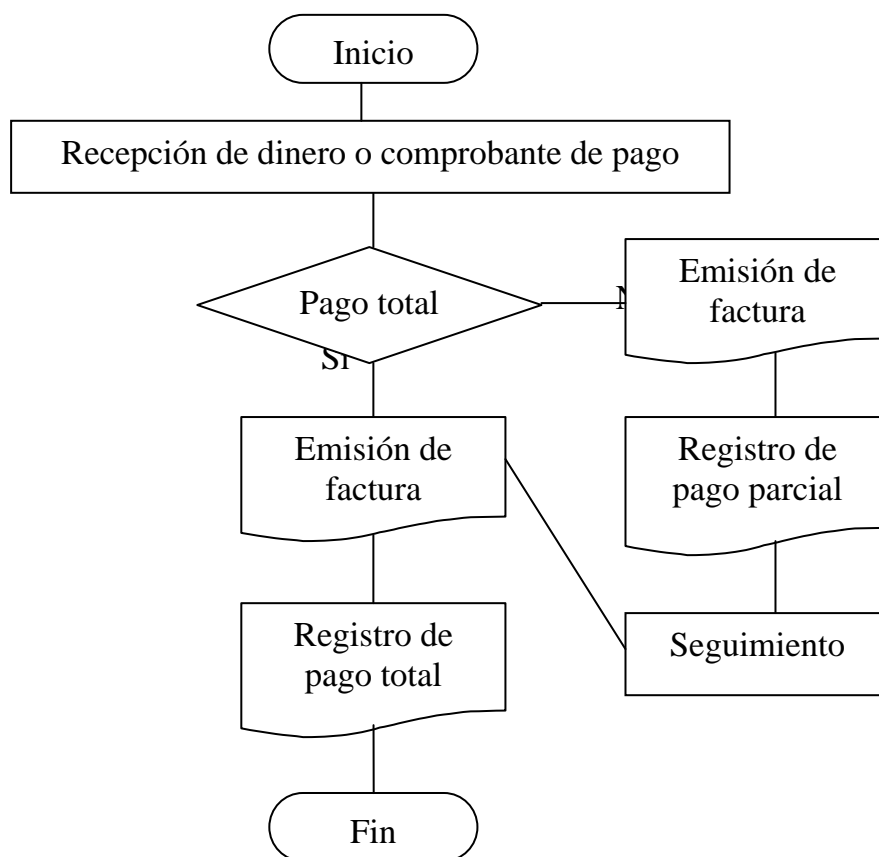 Inicio
Recepción de dinero o comprobante de pago
Pago total
Emisión de
factura
Emisión de
factura
Registro de
pago parcial
Registro de
pago total
Seguimiento
Fin